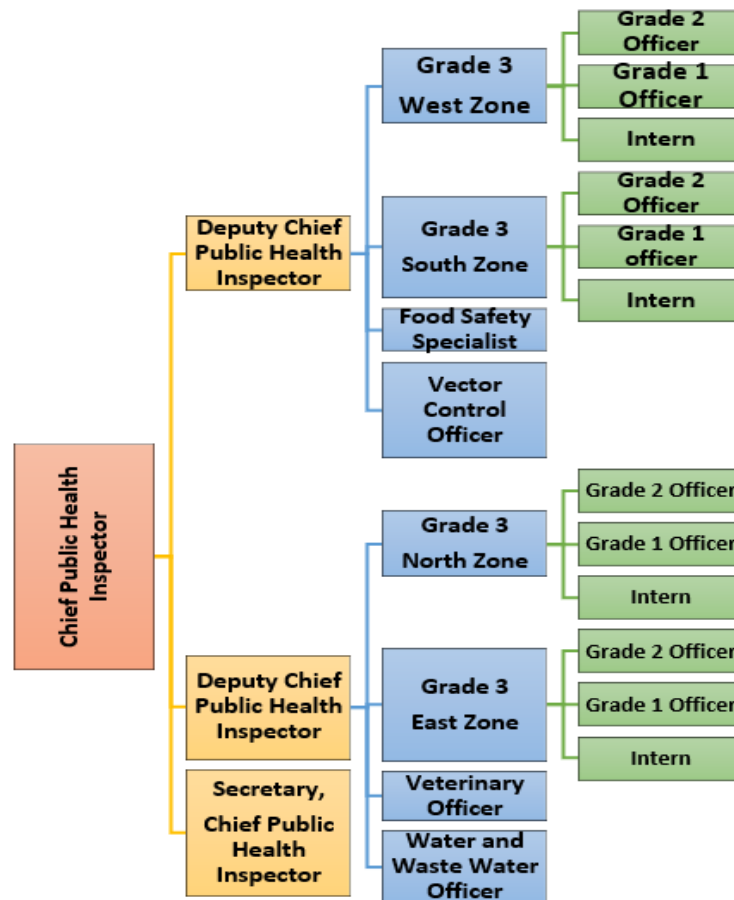 Chief Public Health
Inspector
Deputy Chief
Public Health
Inspector
Grade 3
West Zone
Grade 2
Officer
Grade 1
Officer
Intern
Grade 3
South Zone
Grade 2
Officer
Grade 1
officer
Intern
Food Safety
Specialist
Vector
Control
Officer
Deputy Chief
Public Health
Inspector
Grade 3
North Zone
Grade 2 Officer
Grade 1 Officer
Intern
Grade 3
East Zone
Grade 2 Officer
Grade 1 Officer
Intern
Veterinary
Officer
Water and
Waste Water
Officer
Secretary,
Chief Public
Health
Inspector